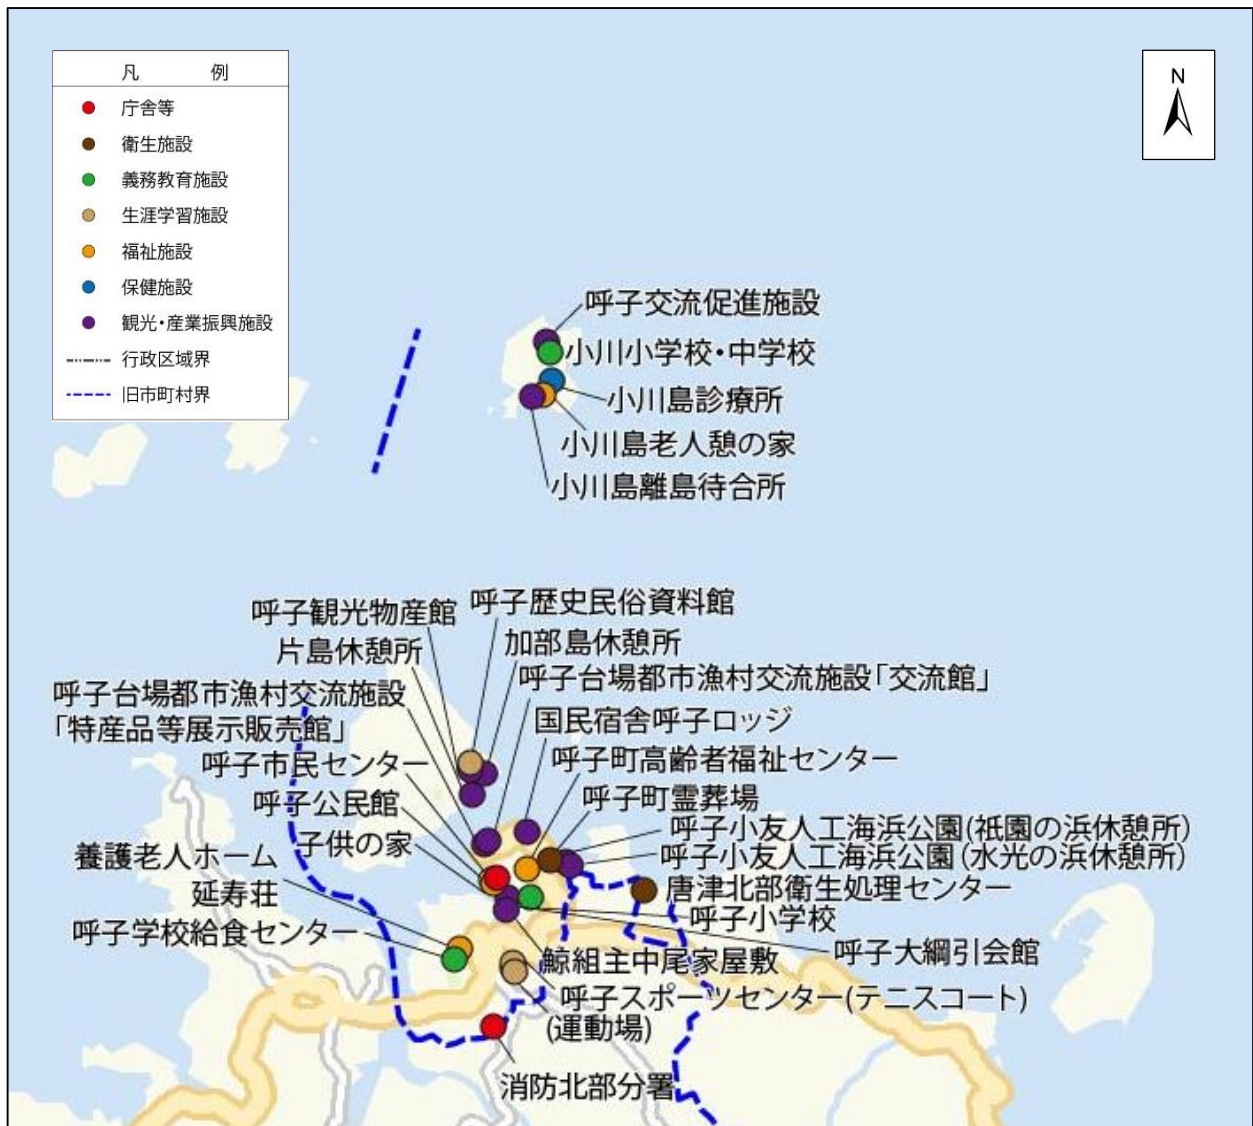 凡 例
庁舎等
衛生施設
義務教育施設
生涯学習施設
福祉施設
保健施設
観光・産業振興施設
行政区域界
旧市町村界
N
呼子交流促進施設
小川小学校・中学校
小川島診療所
小川島老人憩の家
小川島離島待合所
呼子観光物産館
呼子歴史民俗資料館
片島休憩所
加部島休憩所
呼子台場都市漁村交流施設「交流館」
呼子台場都市漁村交流施設
「特産品等展示販売館」
国民宿舎呼子ロッジ
呼子市民センター
呼子町高齢者福祉センター
呼子公民館
呼子町霊葬場
子供の家
呼子小友人工海浜公園(祇園の浜休憩所)
呼子小友人工海浜公園(水光の浜休憩所)
養護老人ホーム
延寿荘
唐津北部衛生処理センター
呼子小学校
呼子学校給食センター
呼子大綱引会館
鯨組主中尾家屋敷
呼子スポーツセンター(テニスコート)
(運動場)
消防北部分署